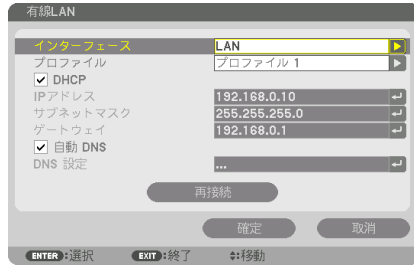 有線LAN
インターフェース LAN
プロファイル プロファイル 1
DHCP
IPアドレス 192.168.0.10
サブネットマスク 255.255.255.0
ゲートウェイ 192.168.0.1
自動 DNS
DNS 設定 ...
再接続
確定 取消
ENTER:選択 EXIT:終了 :移動